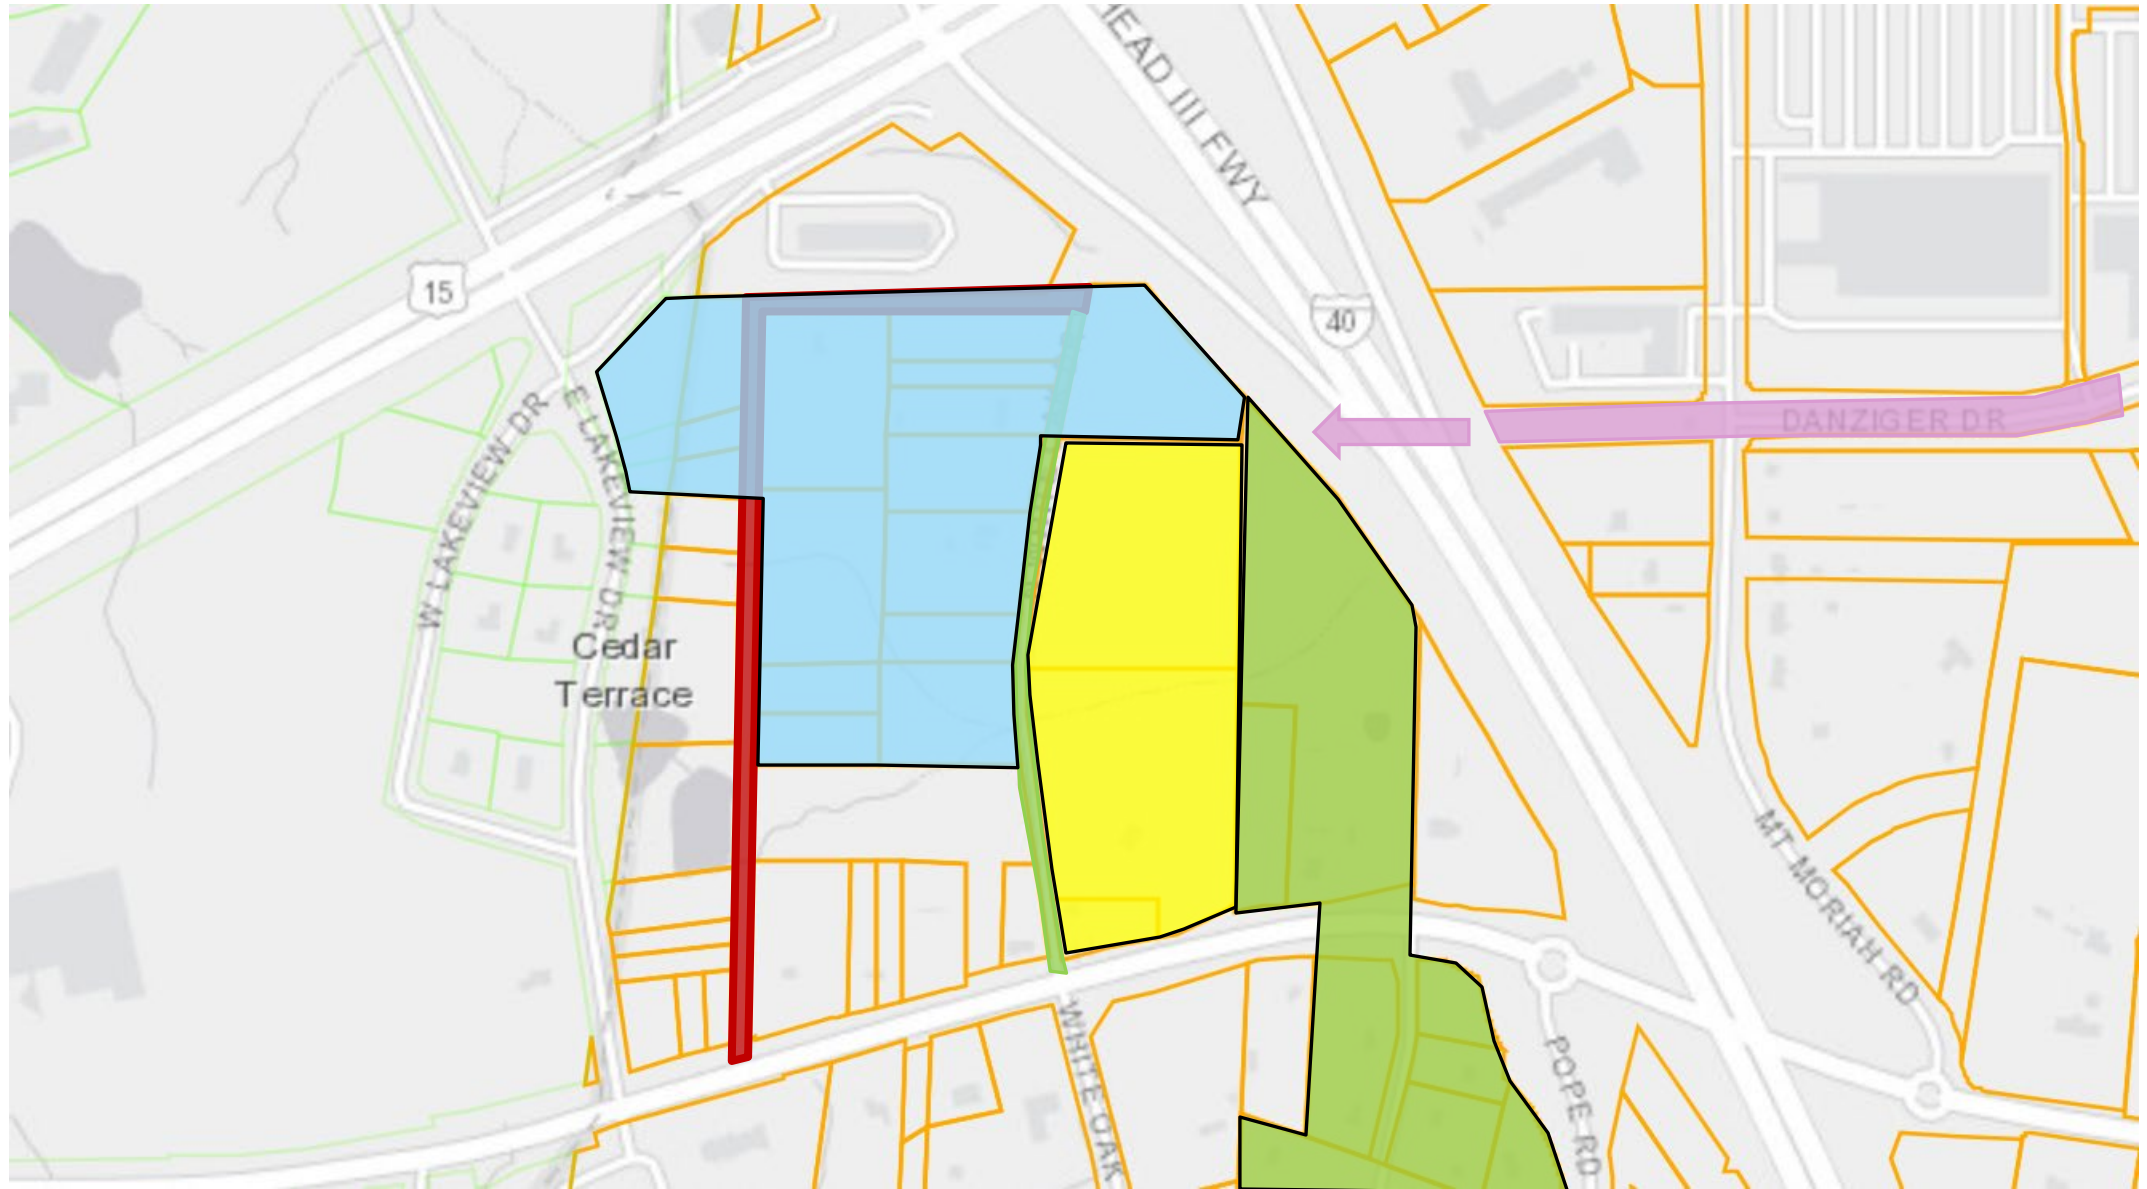 HEAD III FWY
15
40
DANZIGER DR
W LAKEVIEW DR
E LAKEVIEW DR
Cedar
Terrace
MT MORIAH RD
WHITE OAK
POPE RD